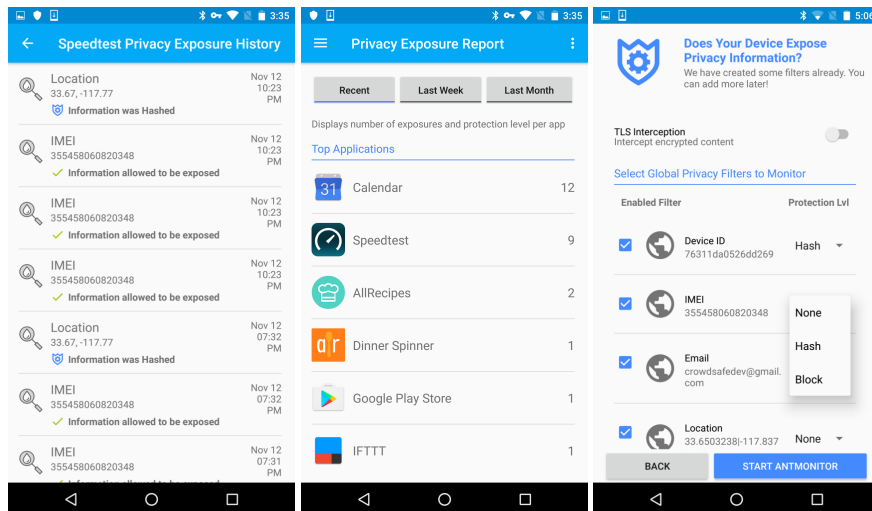 3:35
Speedtest Privacy Exposure History
Location
33.67, -117.77
Information was Hashed
Nov 12
10:23
PM
IMEI
355458060820348
Information allowed to be exposed
Nov 12
10:23
PM
IMEI
355458060820348
Information allowed to be exposed
Nov 12
10:23
PM
IMEI
355458060820348
Information allowed to be exposed
Nov 12
10:23
PM
Location
33.67, -117.77
Information was Hashed
Nov 12
07:32
PM
IMEI
355458060820348
Information allowed to be exposed
Nov 12
07:32
PM
IMEI
355458060820348
Information allowed to be exposed
Nov 12
07:31
PM
3:35
Privacy Exposure Report
Recent
Last Week
Last Month
Displays number of exposures and protection level per app
Top Applications
31
Calendar 12
Speedtest 9
AllRecipes 2
Dinner Spinner 1
Google Play Store 1
IFTTT 1
5:06
Does Your Device Expose
Privacy Information?
We have created some filters already. You
can add more later!
TLS Interception
Intercept encrypted content
Select Global Privacy Filters to Monitor
Enabled Filter Protection Lvl
Device ID
76311da0526dd269
Hash
IMEI
355458060820348
None
Hash
Block
Email
crowdsafedev@gmail.
com
Location
33.6503238|-117.837
None
BACK
START ANTMONITOR